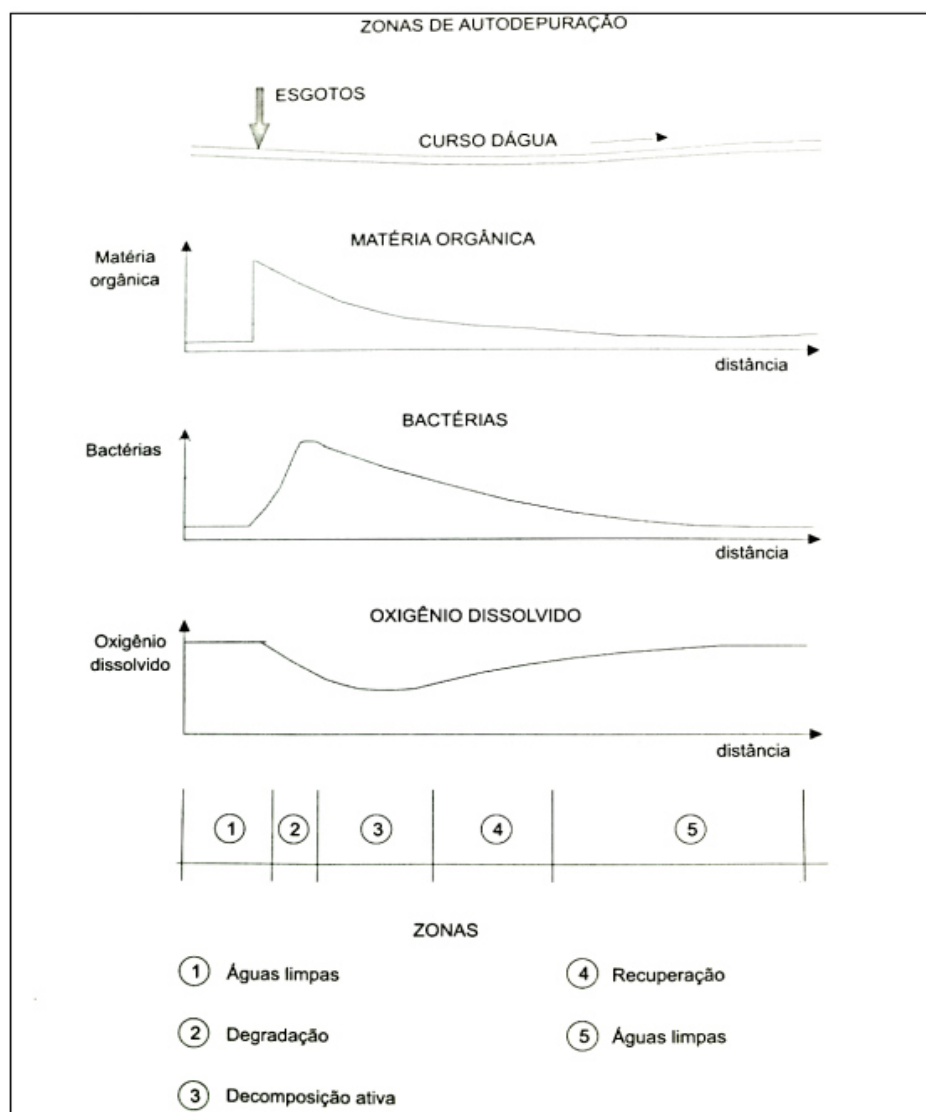 ZONAS DE AUTODEPURAÇÃO
ESGOTOS
CURSO DÁGUA
MATÉRIA ORGÂNICA
Matéria
orgânica
distância
BACTÉRIAS
Bactérias
distância
OXIGÊNIO DISSOLVIDO
Oxigênio
dissolvido
distância
1 2 3 4 5
ZONAS
1 Águas limpas
4 Recuperação
2 Degradação
5 Águas limpas
3 Decomposição ativa